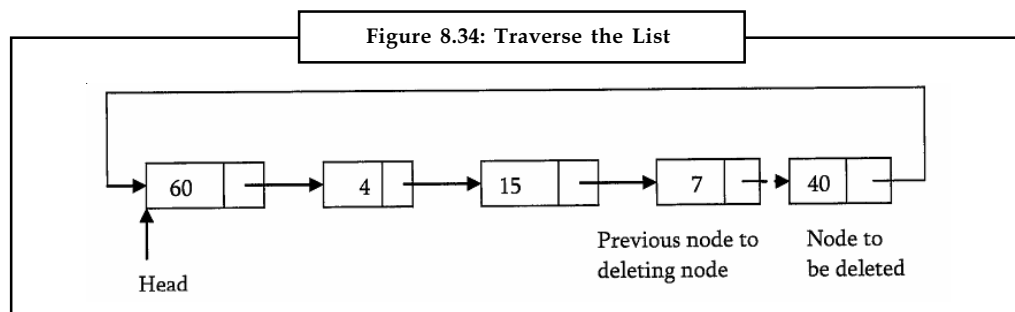 Figure 8.34: Traverse the List
60 4 15 7 40
Previous node to
deleting node
Node to
be deleted
Head